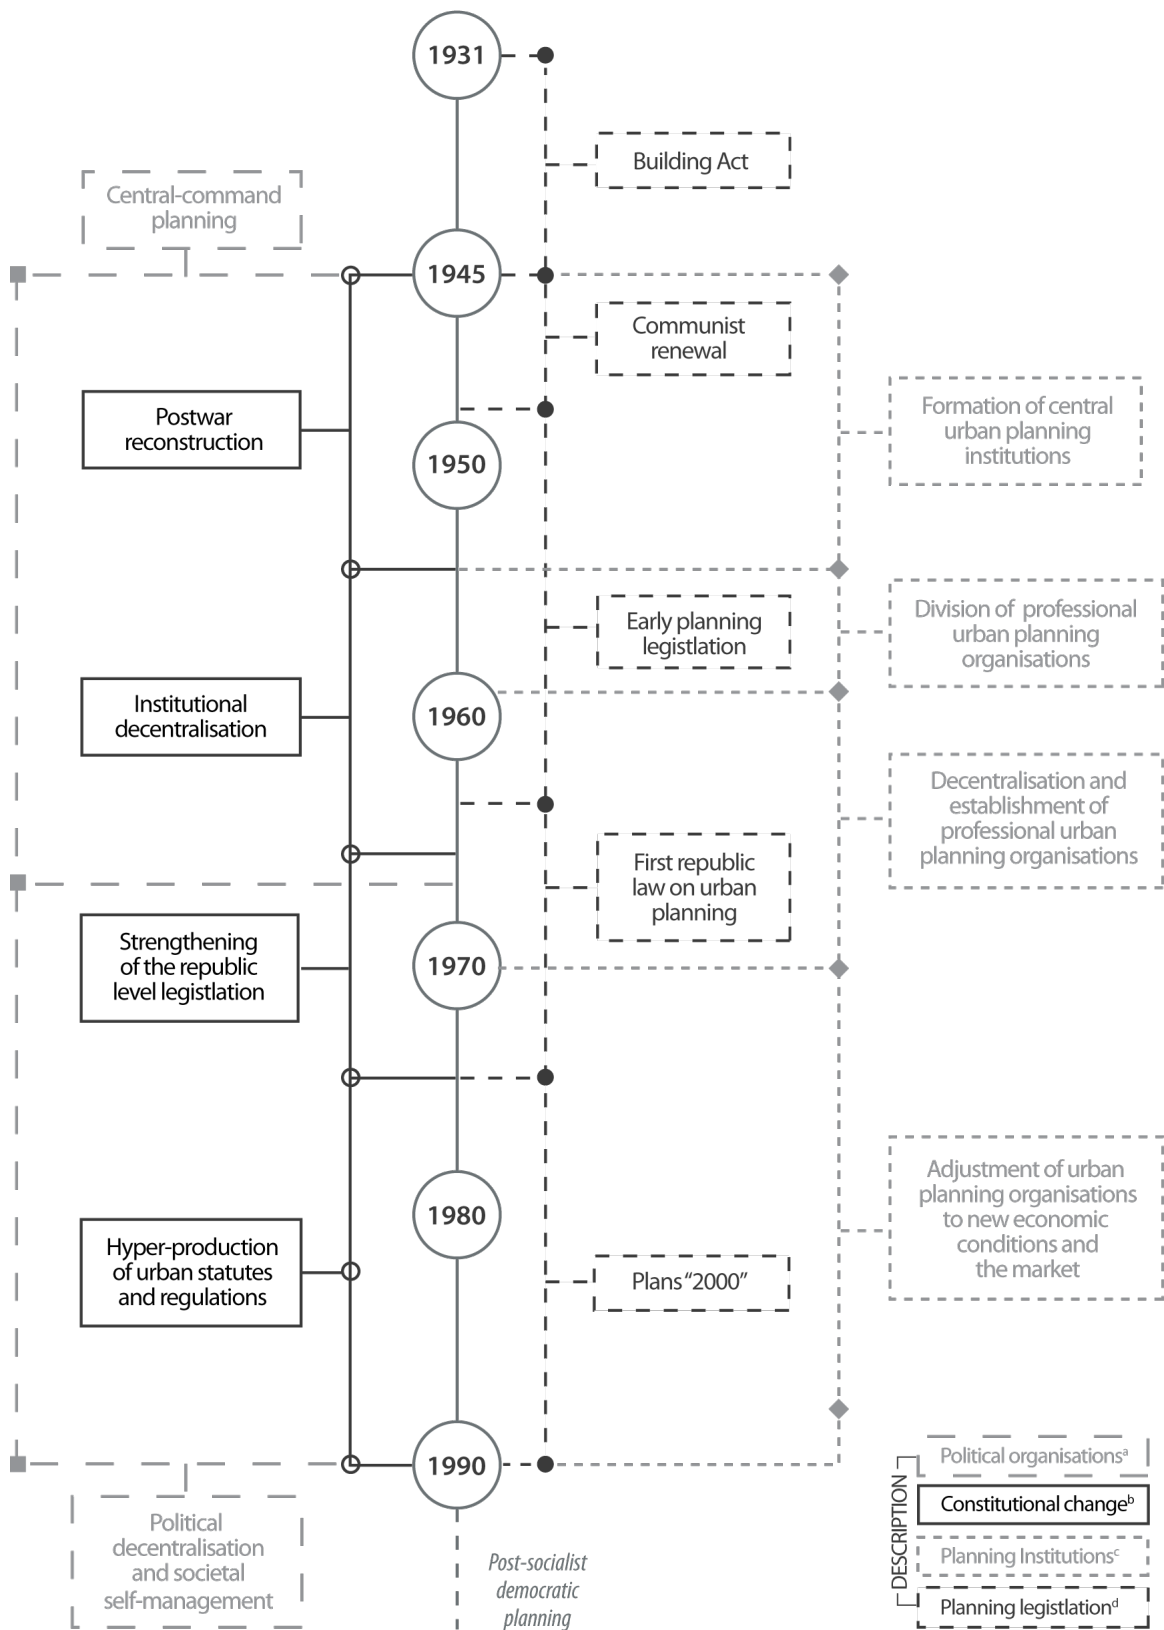 1931
Building Act
Central-command
planning
1945
Communist
renewal
Postwar
reconstruction
Formation of central
urban planning
institutions
1950
Early planning
legistlation
Division of professional
urban planning
organisations
Institutional
decentralisation
1960
Decentralisation and
establishment of
professional urban
planning organisations
First republic
law on urban
planning
Strengthening
of the republic
level legistlation
1970
Adjustment of urban
planning organisations
to new economic
conditions and
the market
1980
Hyper-production
of urban statutes
and regulations
Plans “2000”
1990
Political
decentralisation
and societal
self-management
Post-socialist
democratic
planning
DESCRIPTION
Political organisationsᵃ
Constitutional changeᵇ
Planning Institutionsᶜ
Planning legistlationᵈ